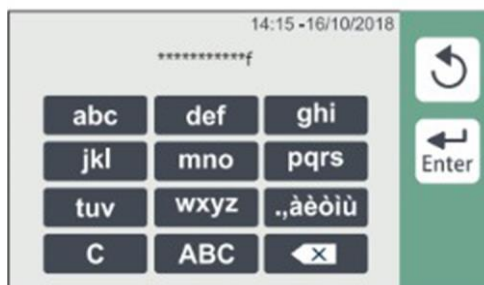 14:15 -16/10/2018
***********f
abc def ghi
jkl mno pqrs
Enter
tuv wxyz .,àèòìù
C ABC